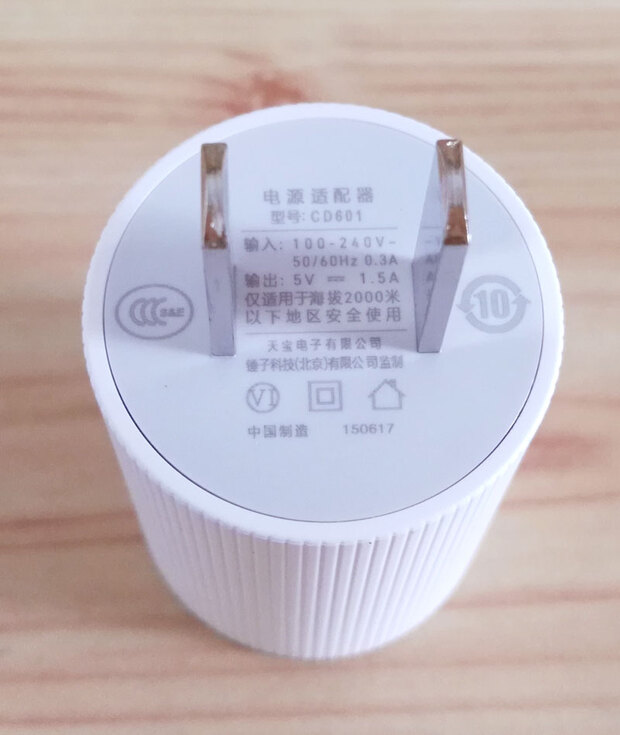 电源适配器
型号:CD601
输入:100-240V~
50/60Hz 0.3A
输出:5V⎓1.5A
仅适用于海拔2000米
以下地区安全使用
CCC S&E
10
天宝电子有限公司
锤子科技(北京)有限公司监制
VI
中国制造 150617